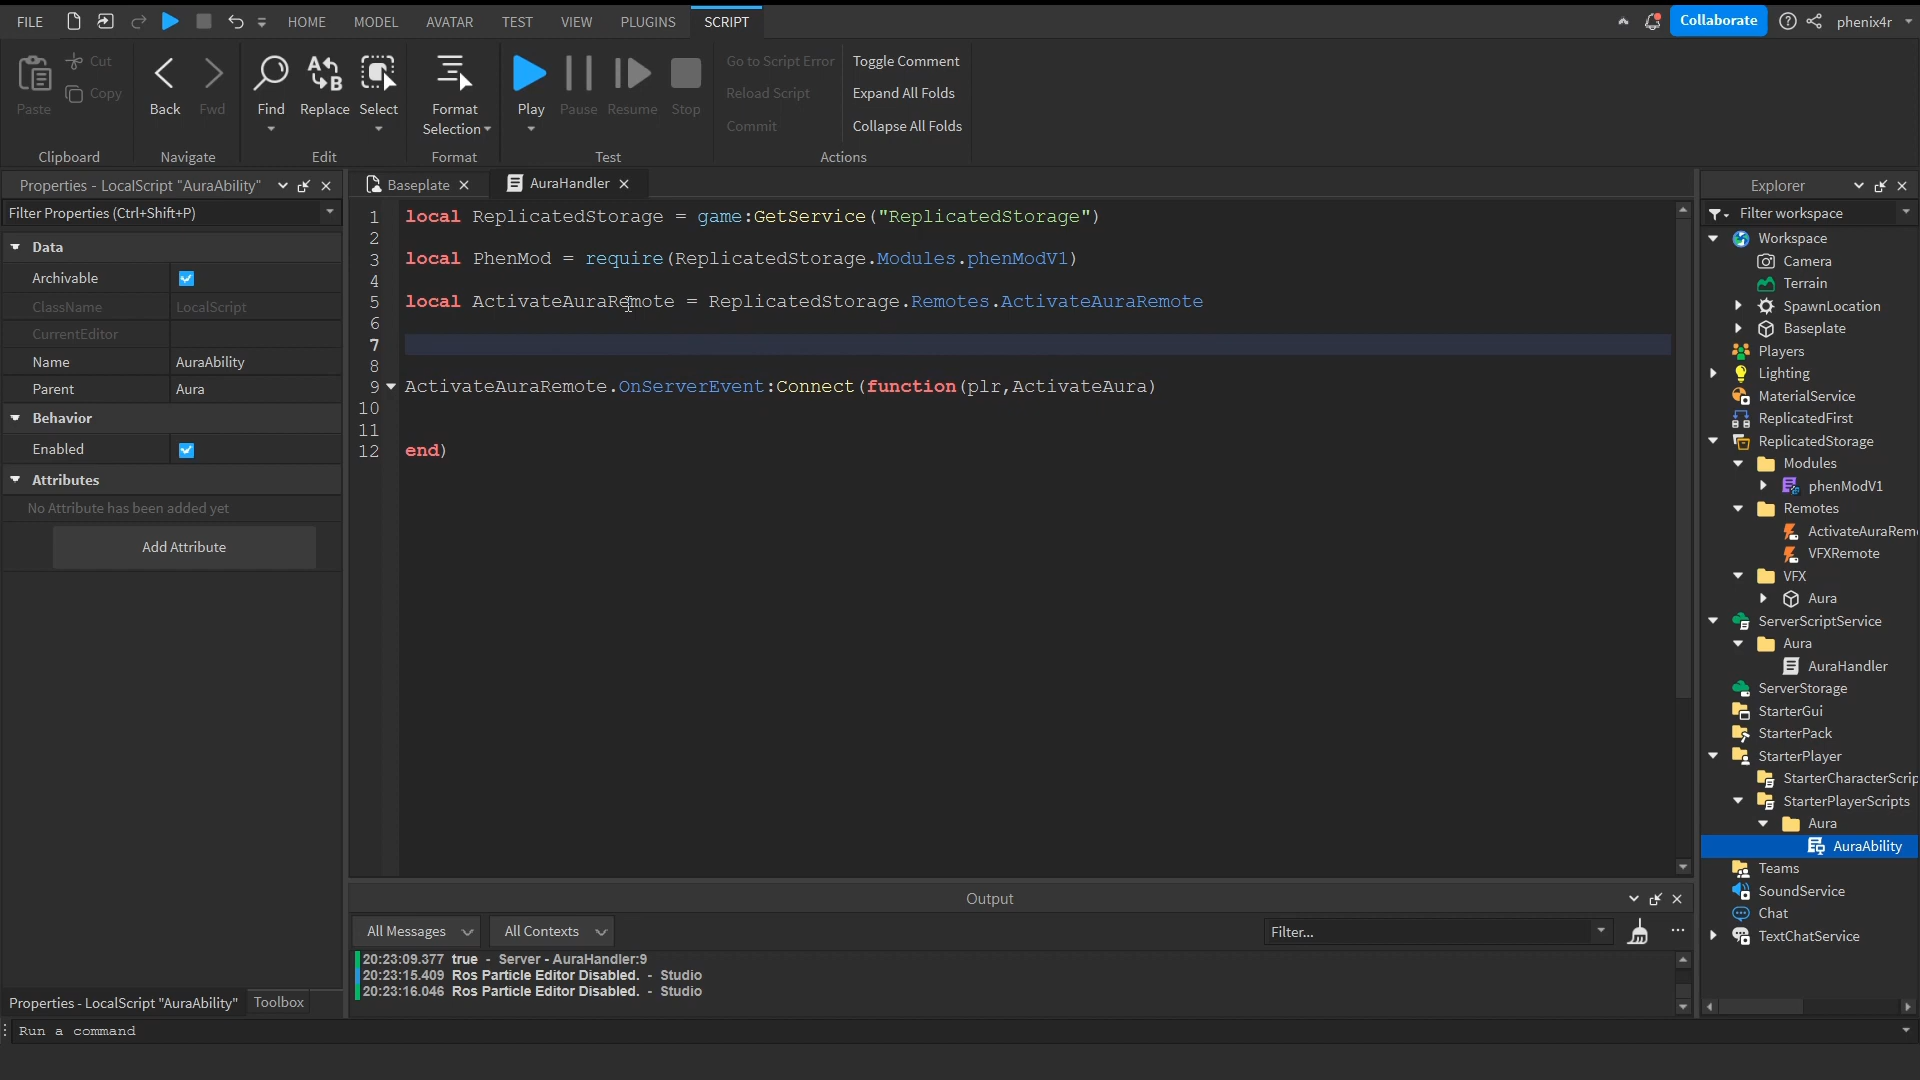 FILE HOME MODEL AVATAR TEST VIEW PLUGINS SCRIPT Collaborate phenix4r
Paste Cut Copy Back Fwd Find Replace Select Format Selection Play Pause Resume Stop
Go to Script Error Toggle Comment
Reload Script Expand All Folds
Commit Collapse All Folds
Clipboard Navigate Edit Format Test Actions
Properties - LocalScript "AuraAbility"
Filter Properties (Ctrl+Shift+P)
Data
Archivable
ClassName LocalScript
CurrentEditor
Name AuraAbility
Parent Aura
Behavior
Enabled
Attributes
No Attribute has been added yet
Add Attribute
Properties - LocalScript "AuraAbility" Toolbox
Baseplate AuraHandler
1 local ReplicatedStorage = game:GetService("ReplicatedStorage")
2
3 local PhenMod = require(ReplicatedStorage.Modules.phenModV1)
4
5 local ActivateAuraRemote = ReplicatedStorage.Remotes.ActivateAuraRemote
6
7
8
9 ActivateAuraRemote.OnServerEvent:Connect(function(plr,ActivateAura)
10
11
12 end)
Output
All Messages All Contexts Filter...
20:23:09.377 true - Server - AuraHandler:9
20:23:15.409 Ros Particle Editor Disabled. - Studio
20:23:16.046 Ros Particle Editor Disabled. - Studio
Run a command
Explorer
Filter workspace
Workspace
Camera
Terrain
SpawnLocation
Baseplate
Players
Lighting
MaterialService
ReplicatedFirst
ReplicatedStorage
Modules
phenModV1
Remotes
ActivateAuraRem
VFXRemote
VFX
Aura
ServerScriptService
Aura
AuraHandler
ServerStorage
StarterGui
StarterPack
StarterPlayer
StarterCharacterScrip
StarterPlayerScripts
Aura
AuraAbility
Teams
SoundService
Chat
TextChatService